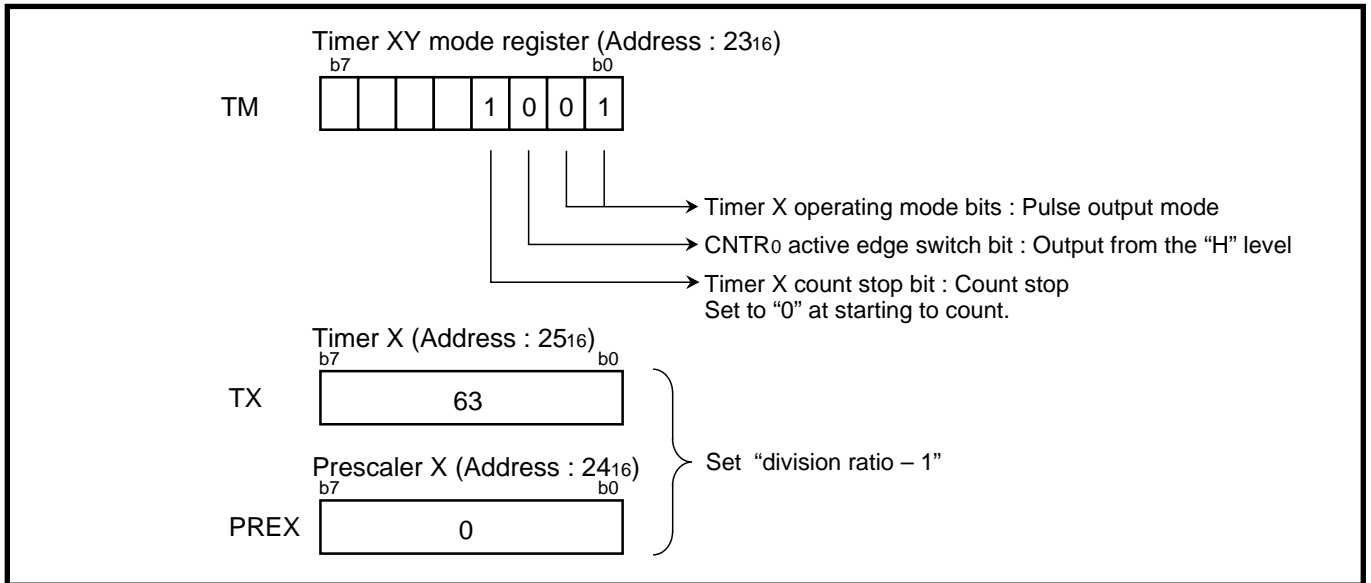 Timer XY mode register (Address : 2316)
b7 b0
TM 1 0 0 1
Timer X operating mode bits : Pulse output mode
CNTR0 active edge switch bit : Output from the “H” level
Timer X count stop bit : Count stop
Set to “0” at starting to count.
Timer X (Address : 2516)
b7 b0
TX 63
Set “division ratio – 1”
Prescaler X (Address : 2416)
b7 b0
PREX 0